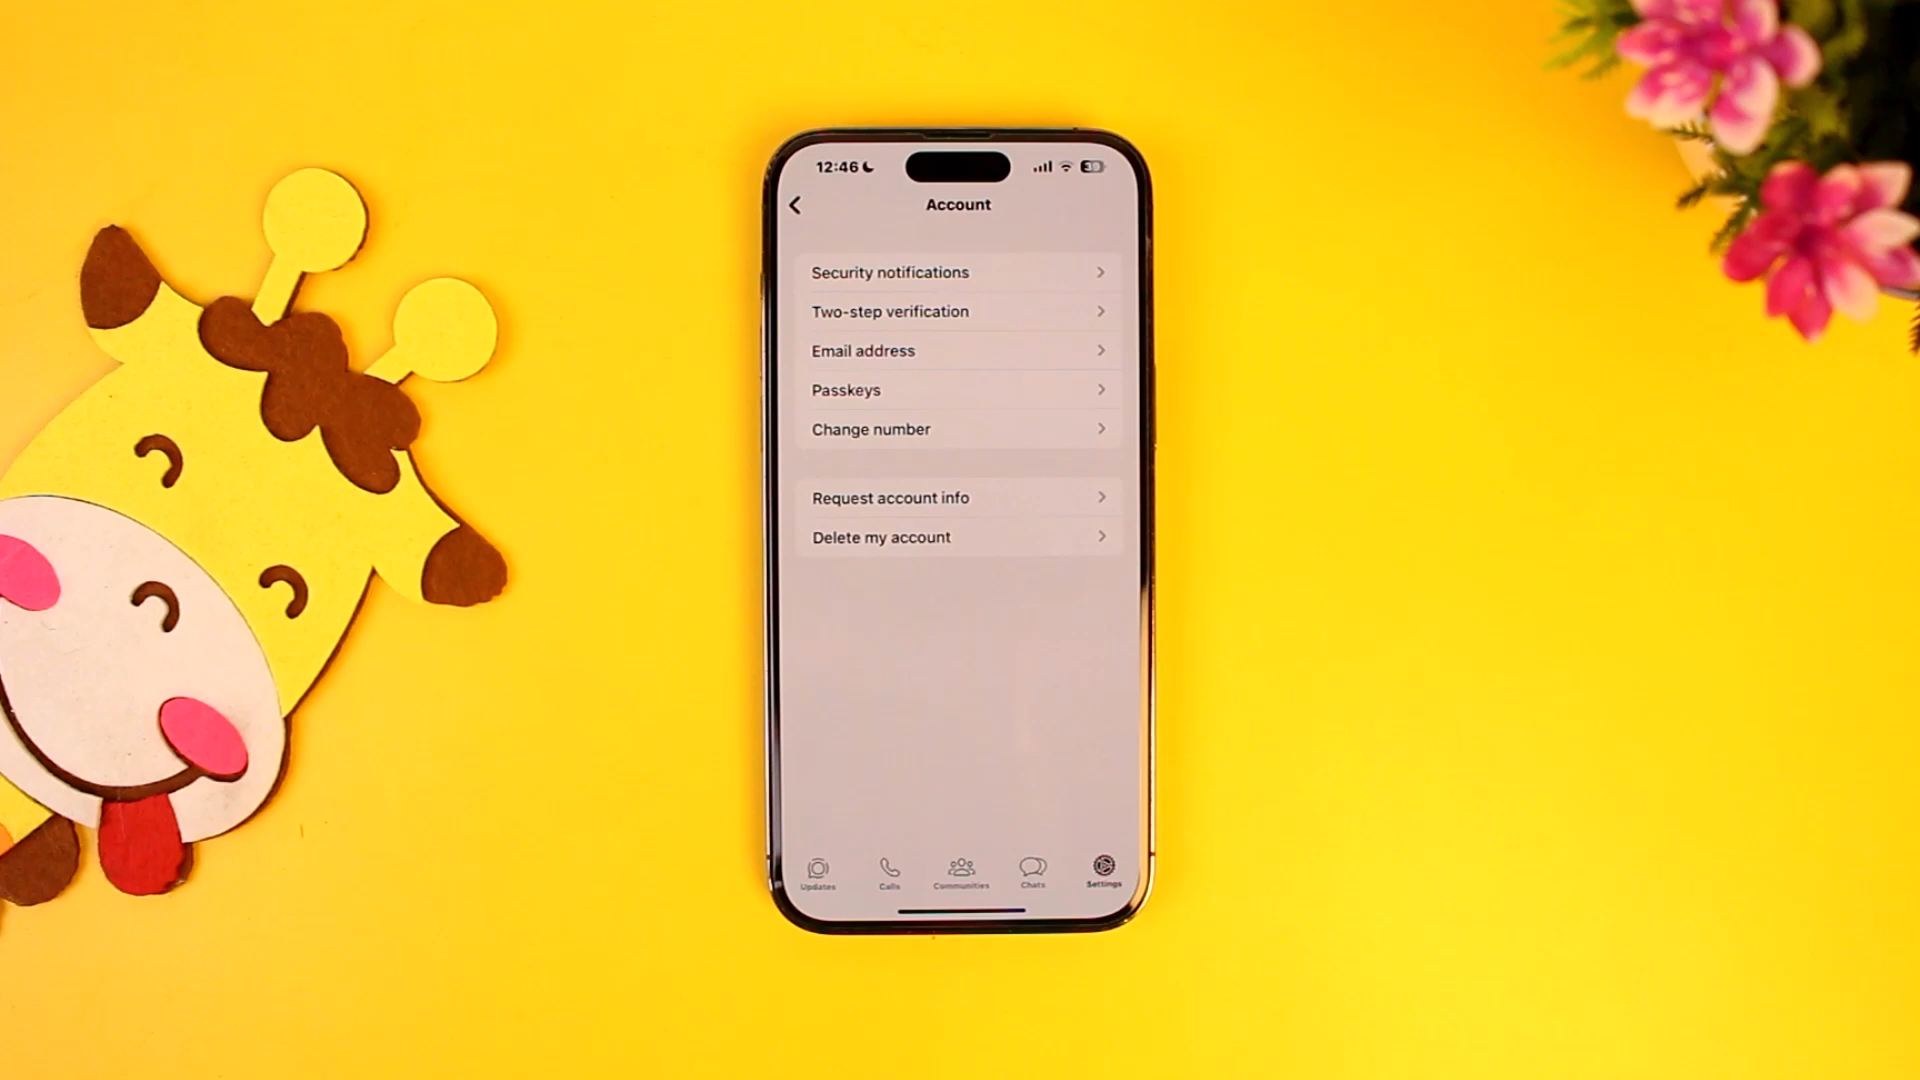 12:46
39
Account
Security notifications
Two-step verification
Email address
Passkeys
Change number
Request account info
Delete my account
Updates
Calls
Communities
Chats
Settings